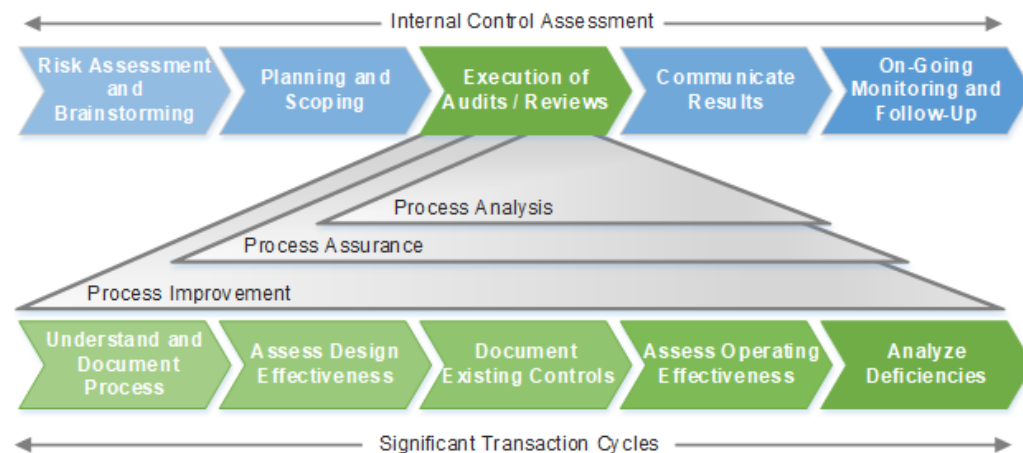 Internal Control Assessment
Risk Assessment
and
Brainstorming
Planning and
Scoping
Execution of
Audits / Reviews
Communicate
Results
On-Going
Monitoring and
Follow-Up
Process Analysis
Process Assurance
Process Improvement
Understand and
Document
Process
Assess Design
Effectiveness
Document
Existing Controls
Assess Operating
Effectiveness
Analyze
Deficiencies
Significant Transaction Cycles